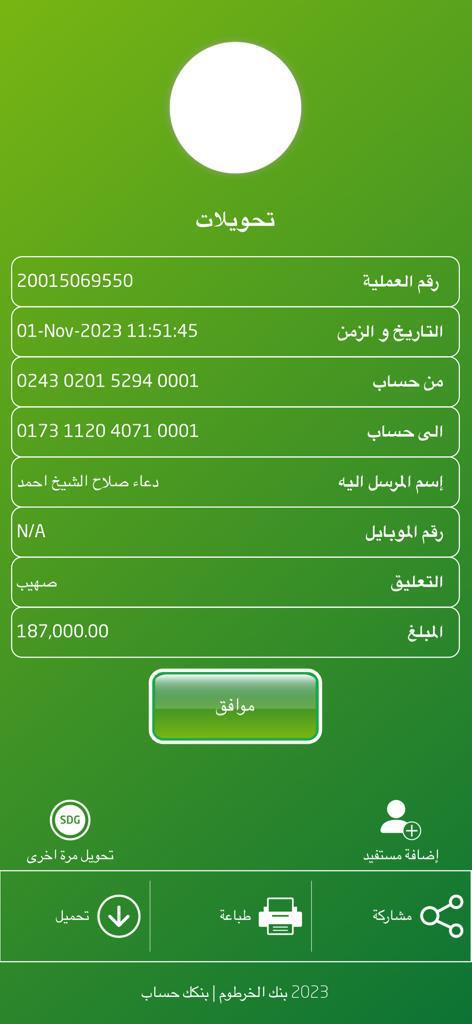 تحويلات
رقم العملية 20015069550
التاريخ و الزمن 01-Nov-2023 11:51:45
من حساب 0243 0201 5294 0001
الى حساب 0173 1120 4071 0001
إسم المرسل اليه دعاء صلاح الشيخ احمد
رقم الموبايل N/A
التعليق صهيب
المبلغ 187,000.00
موافق
SDG
إضافة مستفيد تحويل مرة اخرى
مشاركة طباعة تحميل
2023 بنك الخرطوم | بنكك حساب